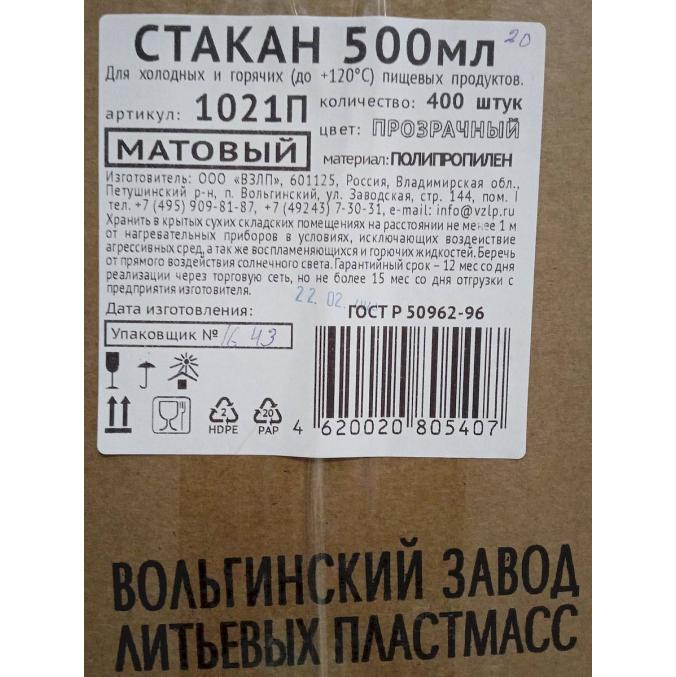 СТАКАН 500мл 20
Для холодных и горячих (до +120°С) пищевых продуктов.
артикул: 1021П
количество: 400 штук
цвет: ПРОЗРАЧНЫЙ
МАТОВЫЙ
материал: ПОЛИПРОПИЛЕН
Изготовитель: ООО «ВЗЛП», 601125, Россия, Владимирская обл.,
Петушинский р-н, п. Вольгинский, ул. Заводская, стр. 144, пом. I
тел. +7 (495) 909-81-87, +7 (49243) 7-30-31, e-mail: info@vzlp.ru
Хранить в крытых сухих складских помещениях на расстоянии не менее 1 м
от нагревательных приборов в условиях, исключающих воздействие
агрессивных сред, а так же воспламеняющихся и горючих жидкостей. Беречь
от прямого воздействия солнечного света. Гарантийный срок – 12 мес со дня
реализации через торговую сеть, но не более 15 мес со дня отгрузки с
предприятия изготовителя.
22.02
Дата изготовления:
ГОСТ Р 50962-96
Упаковщик № 16 43
2
HDPE
20
PAP
4 620020 805407
ВОЛЬГИНСКИЙ ЗАВОД
ЛИТЬЕВЫХ ПЛАСТМАСС